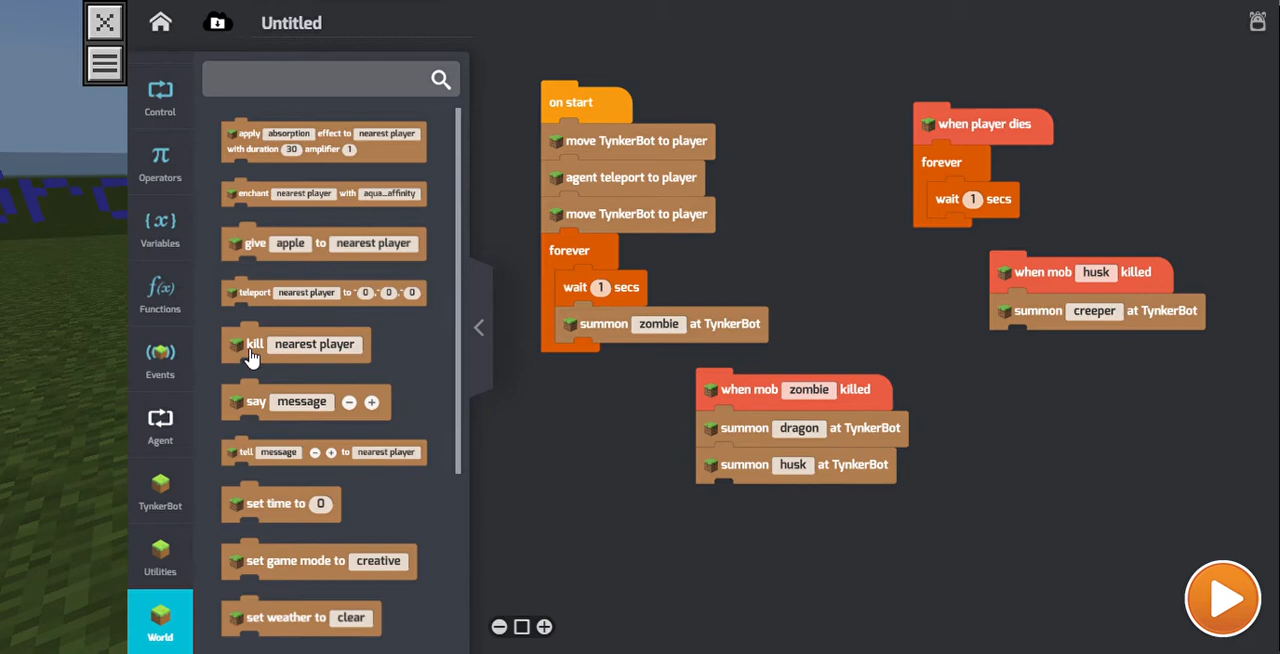 Untitled
Control
π
Operators
{x}
Variables
f(x)
Functions
Events
Agent
TynkerBot
Utilities
World
apply absorption effect to nearest player
with duration 30 amplifier 1
enchant nearest player with aqua_affinity
give apple to nearest player
teleport nearest player to ~0,~0,~0
kill nearest player
say message
tell message to nearest player
set time to 0
set game mode to creative
set weather to clear
on start
move TynkerBot to player
agent teleport to player
move TynkerBot to player
forever
wait 1 secs
summon zombie at TynkerBot
when mob zombie killed
summon dragon at TynkerBot
summon husk at TynkerBot
when player dies
forever
wait 1 secs
when mob husk killed
summon creeper at TynkerBot